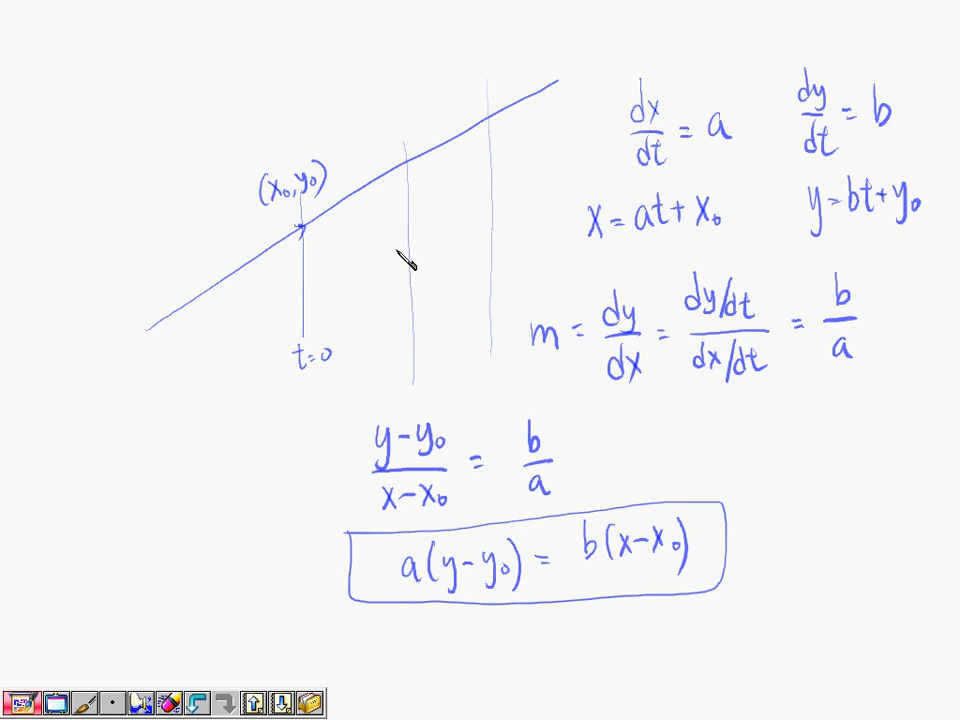 (x₀, y₀)
t=0
dx/dt = a
dy/dt = b
x = at + x₀
y = bt + y₀
m = dy/dx = (dy/dt)/(dx/dt) = b/a
(y - y₀)/(x - x₀) = b/a
a(y - y₀) = b(x - x₀)